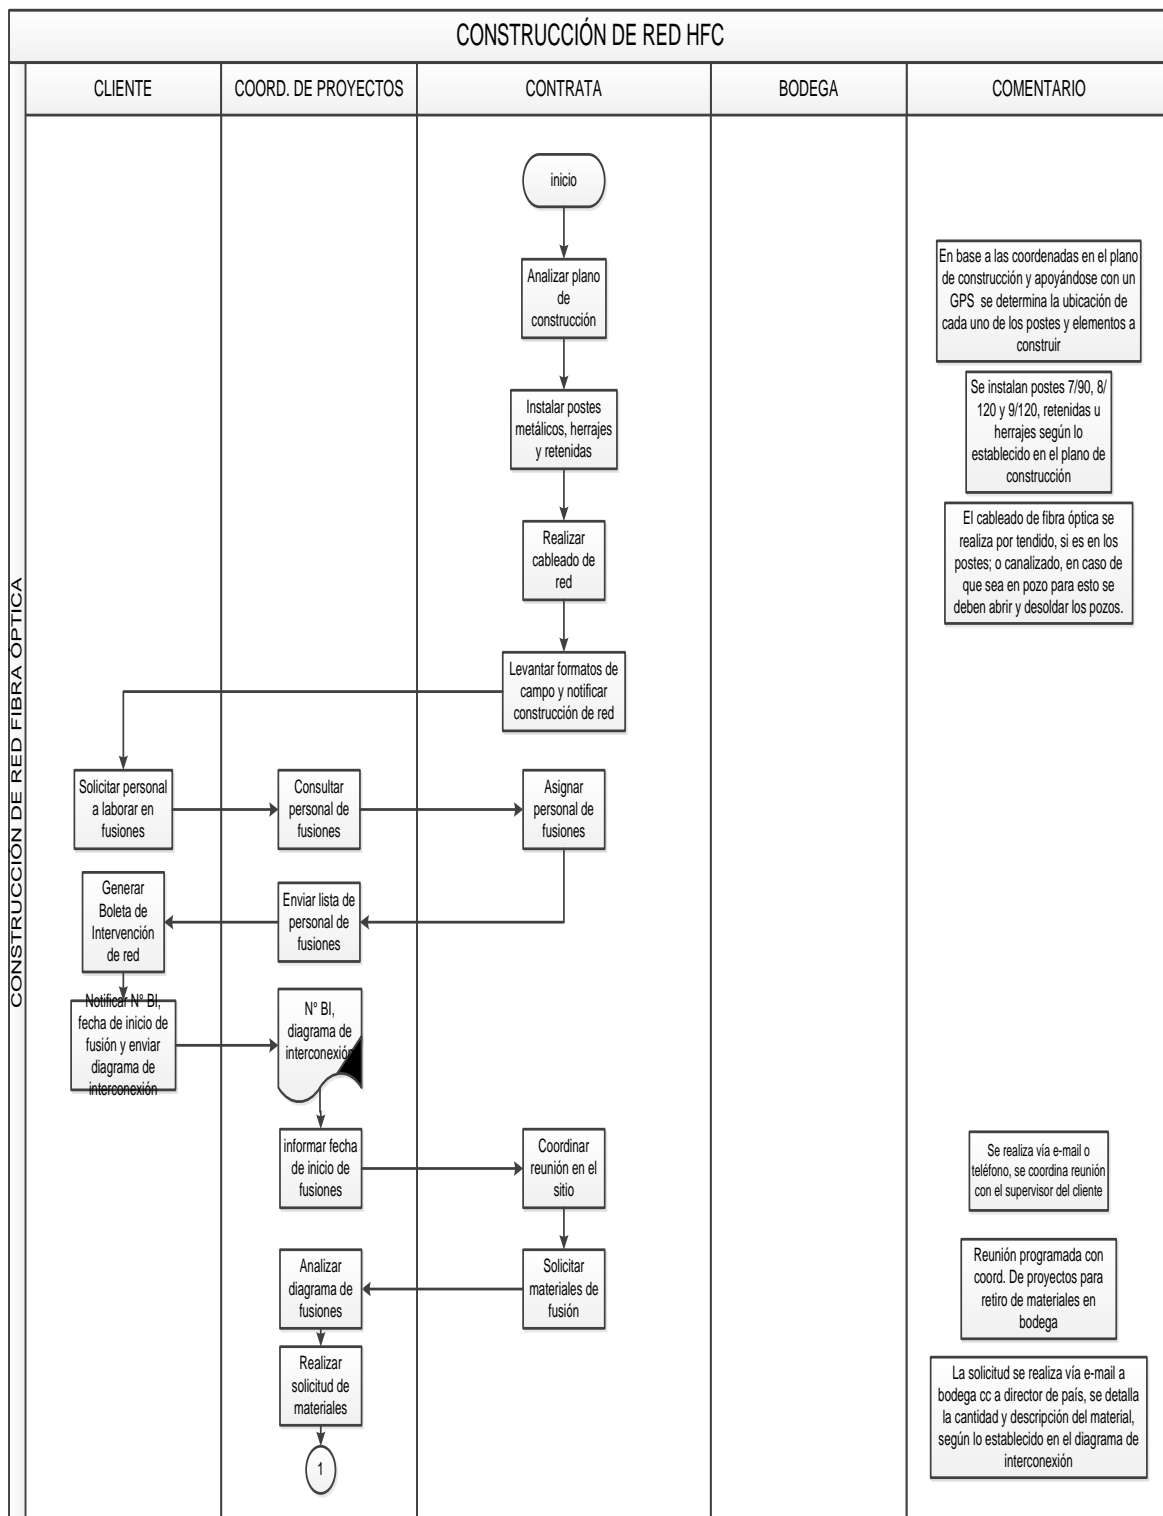 CONSTRUCCIÓN DE RED HFC
CLIENTE
COORD. DE PROYECTOS
CONTRATA
BODEGA
COMENTARIO
CONSTRUCCIÓN DE RED FIBRA ÓPTICA
inicio
Analizar plano
de
construcción
En base a las coordenadas en el plano
de construcción y apoyándose con un
GPS se determina la ubicación de
cada uno de los postes y elementos a
construir
Instalar postes
metálicos, herrajes
y retenidas
Se instalan postes 7/90, 8/
120 y 9/120, retenidas u
herrajes según lo
establecido en el plano de
construcción
Realizar
cableado de
red
El cableado de fibra óptica se
realiza por tendido, si es en los
postes; o canalizado, en caso de
que sea en pozo para esto se
deben abrir y desoldar los pozos.
Levantar formatos de
campo y notificar
construcción de red
Solicitar personal
a laborar en
fusiones
Consultar
personal de
fusiones
Asignar
personal de
fusiones
Generar
Boleta de
Intervención
de red
Enviar lista de
personal de
fusiones
Notificar N° BI,
fecha de inicio de
fusión y enviar
diagrama de
interconexión
N° BI,
diagrama de
interconexión
informar fecha
de inicio de
fusiones
Coordinar
reunión en el
sitio
Se realiza vía e-mail o
teléfono, se coordina reunión
con el supervisor del cliente
Analizar
diagrama de
fusiones
Solicitar
materiales de
fusión
Reunión programada con
coord. De proyectos para
retiro de materiales en
bodega
Realizar
solicitud de
materiales
La solicitud se realiza vía e-mail a
bodega cc a director de país, se detalla
la cantidad y descripción del material,
según lo establecido en el diagrama de
interconexión
1